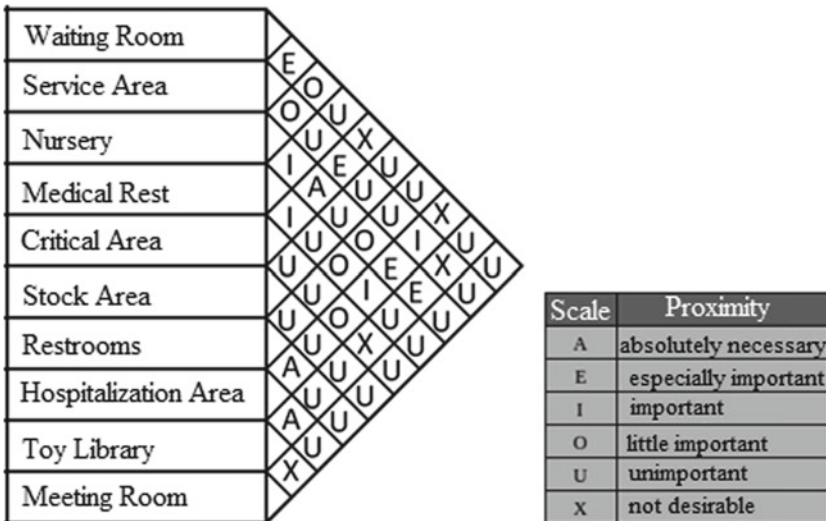 Waiting Room
E
O
Service Area
O U
U X
Nursery
I E U
A U U
Medical Rest
I U U X
U O I U
Critical Area
U O E X U
U I E U
Stock Area
U O U U
U X U
Restrooms
A U U
U U
Hospitalization Area
A U
U
Toy Library
X
Meeting Room
Scale Proximity
A absolutely necessary
E especially important
I important
O little important
U unimportant
X not desirable